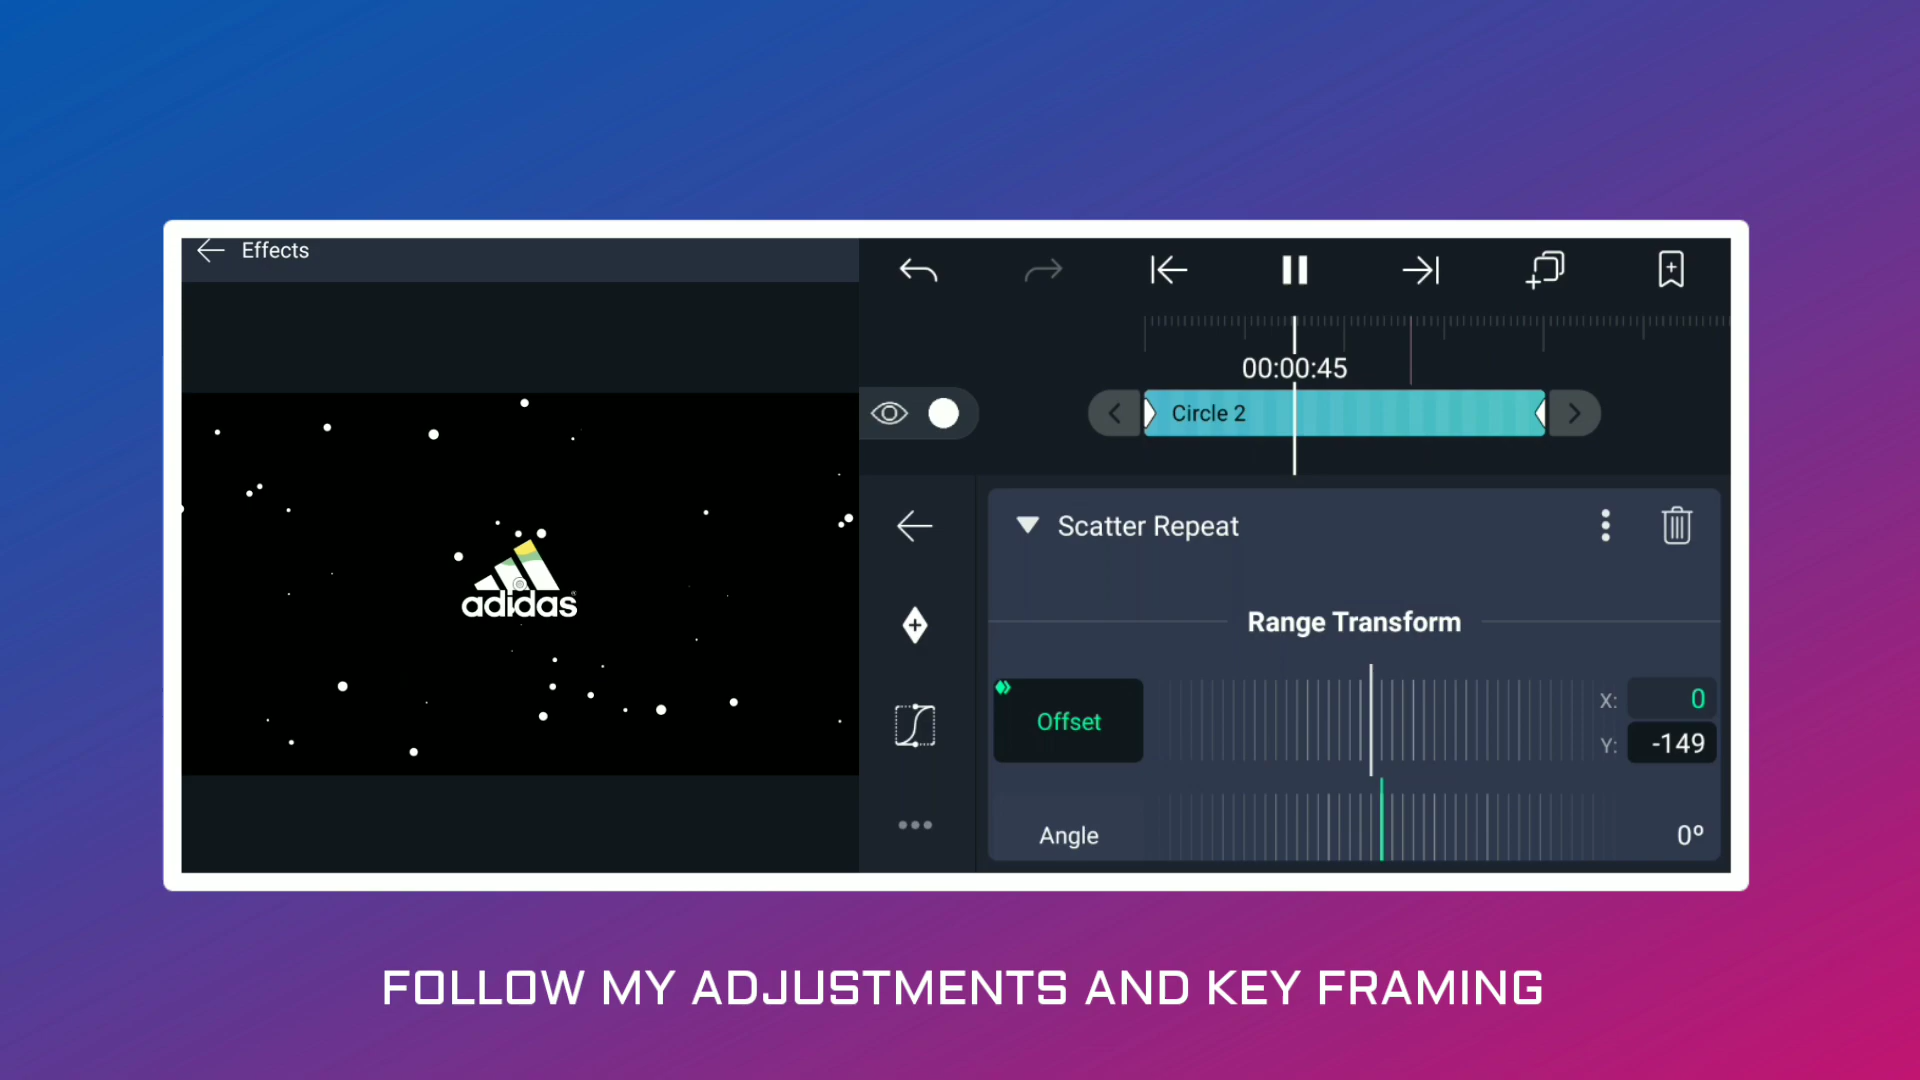 Effects
00:00:45
Circle 2
Scatter Repeat
Range Transform
Offset
X: 0
Y: -149
Angle
0º
adidas
FOLLOW MY ADJUSTMENTS AND KEY FRAMING